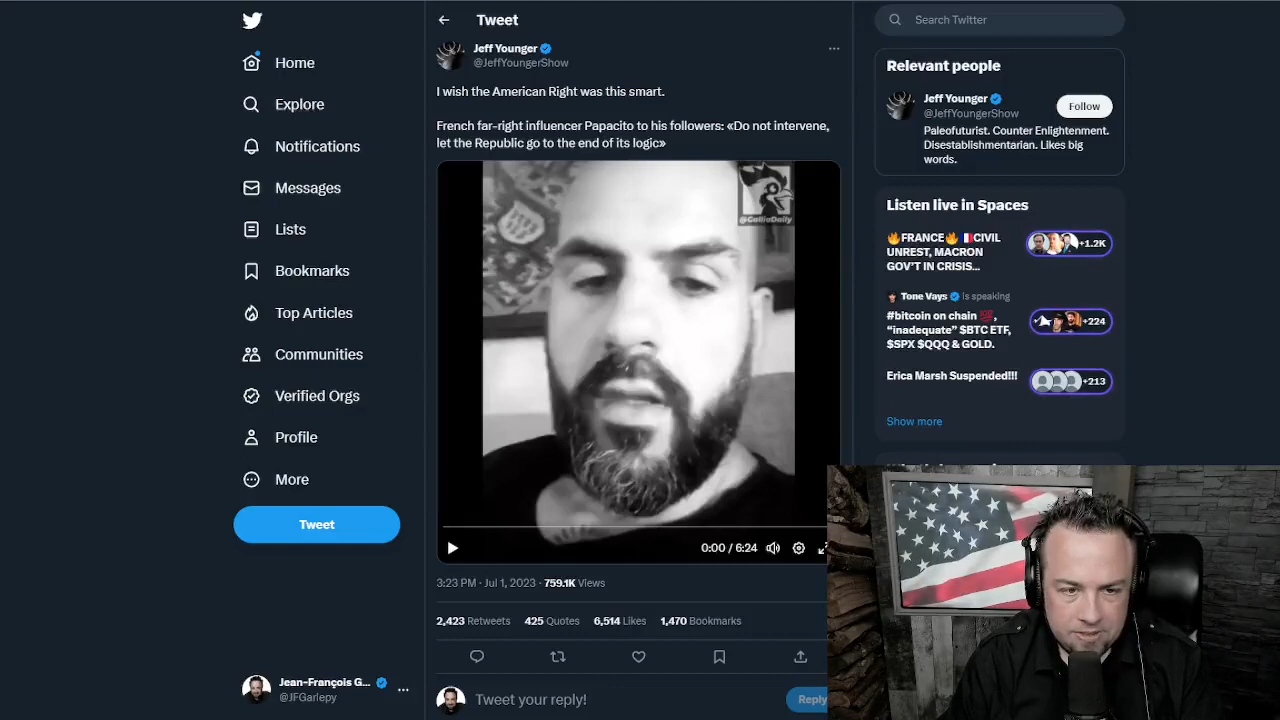 Home
Explore
Notifications
Messages
Lists
Bookmarks
Top Articles
Communities
Verified Orgs
Profile
More
Tweet
Jean-François G...
@JFGarlepy
Tweet
Jeff Younger
@JeffYoungerShow
I wish the American Right was this smart.
French far-right influencer Papacito to his followers: «Do not intervene,
let the Republic go to the end of its logic»
@GalliaDaily
0:00 / 6:24
3:23 PM · Jul 1, 2023 · 759.1K Views
2,423 Retweets 425 Quotes 6,514 Likes 1,470 Bookmarks
Tweet your reply!
Reply
Search Twitter
Relevant people
Jeff Younger
@JeffYoungerShow
Follow
Paleofuturist. Counter Enlightenment.
Disestablishmentarian. Likes big
words.
Listen live in Spaces
🔥FRANCE🔥 🇫🇷CIVIL
UNREST, MACRON
GOV'T IN CRISIS...
+1.2K
Tone Vays is speaking
#bitcoin on chain 💯,
“inadequate” $BTC ETF,
$SPX $QQQ & GOLD.
+224
Erica Marsh Suspended!!!
+213
Show more